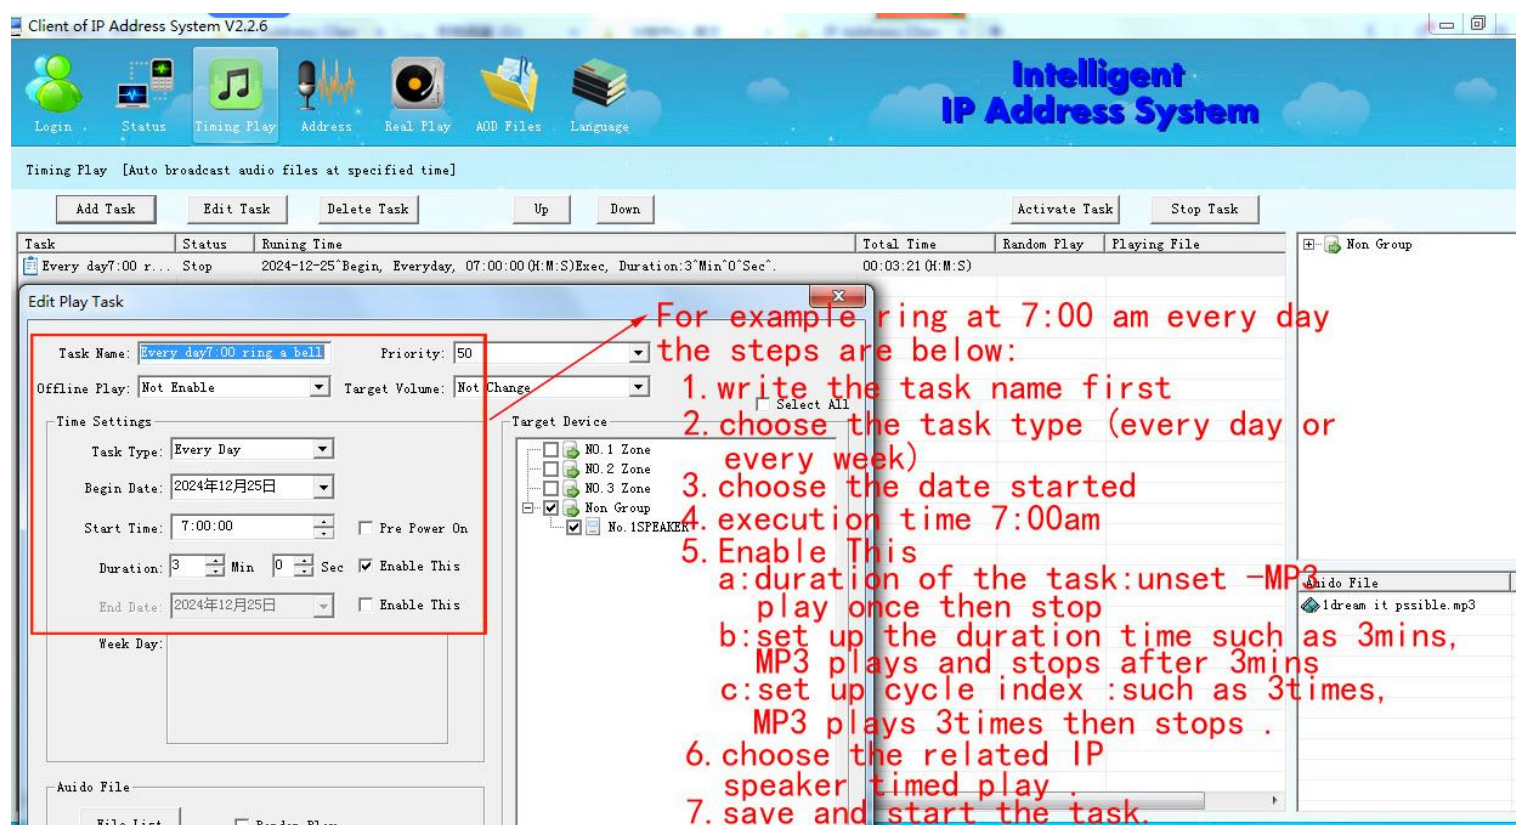 Client of IP Address System V2.2.6
Login
Status
Timing Play
Address
Real Play
AOD Files
Language
Intelligent
IP Address System
Timing Play [Auto broadcast audio files at specified time]
Add Task
Edit Task
Delete Task
Up
Down
Activate Task
Stop Task
Task
Status
Runing Time
Total Time
Random Play
Playing File
Every day7:00 r...
Stop
2024-12-25^Begin, Everyday, 07:00:00(H:M:S)Exec, Duration:3^Min^0^Sec^.
00:03:21(H:M:S)
Non Group
Edit Play Task
Task Name: Every day7:00 ring a bell
Priority: 50
Offline Play: Not Enable
Target Volume: Not Change
Select All
Time Settings
Task Type: Every Day
Begin Date: 2024年12月25日
Start Time: 7:00:00
Pre Power On
Duration: 3 Min 0 Sec
Enable This
End Date: 2024年12月25日
Enable This
Week Day:
Target Device
NO.1 Zone
NO.2 Zone
NO.3 Zone
Non Group
No.1SPEAKER
Auido File
For example ring at 7:00 am every day
the steps are below:
1.write the task name first
2.choose the task type (every day or
every week)
3.choose the date started
4.execution time 7:00am
5.Enable This
a:duration of the task:unset -MP3
play once then stop
b:set up the duration time such as 3mins,
MP3 plays and stops after 3mins
c:set up cycle index :such as 3times,
MP3 plays 3times then stops .
6.choose the related IP
speaker timed play .
7.save and start the task.
Auido File
1dream it pssible.mp3